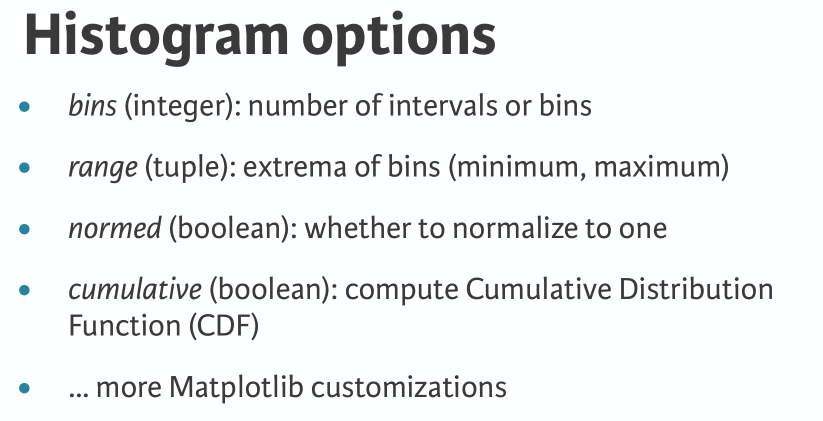 Histogram options
• bins (integer): number of intervals or bins
• range (tuple): extrema of bins (minimum, maximum)
• normed (boolean): whether to normalize to one
• cumulative (boolean): compute Cumulative Distribution
Function (CDF)
• ... more Matplotlib customizations